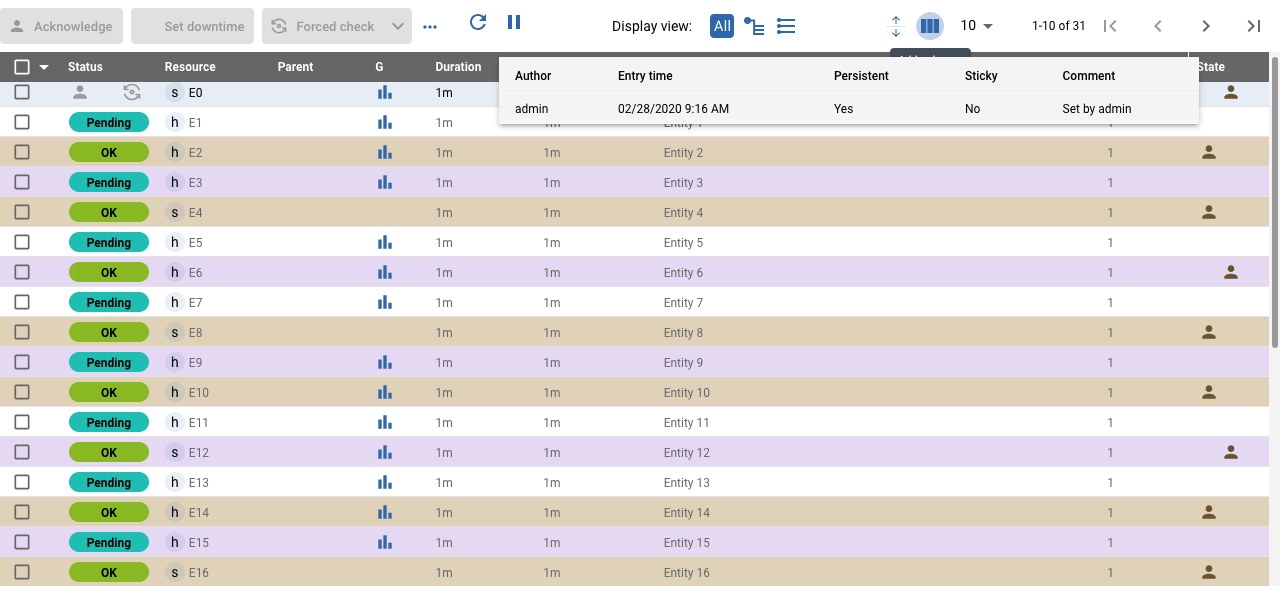 Acknowledge Set downtime Forced check Display view: All 10 1-10 of 31
Status Resource Parent G Duration State
Author Entry time Persistent Sticky Comment
admin 02/28/2020 9:16 AM Yes No Set by admin
s E0 1m
Pending h E1 1m 1m Entity 1 1
OK h E2 1m 1m Entity 2 1
Pending h E3 1m 1m Entity 3 1
OK s E4 1m 1m Entity 4 1
Pending h E5 1m 1m Entity 5 1
OK h E6 1m 1m Entity 6 1
Pending h E7 1m 1m Entity 7 1
OK s E8 1m 1m Entity 8 1
Pending h E9 1m 1m Entity 9 1
OK h E10 1m 1m Entity 10 1
Pending h E11 1m 1m Entity 11 1
OK s E12 1m 1m Entity 12 1
Pending h E13 1m 1m Entity 13 1
OK h E14 1m 1m Entity 14 1
Pending h E15 1m 1m Entity 15 1
OK s E16 1m 1m Entity 16 1